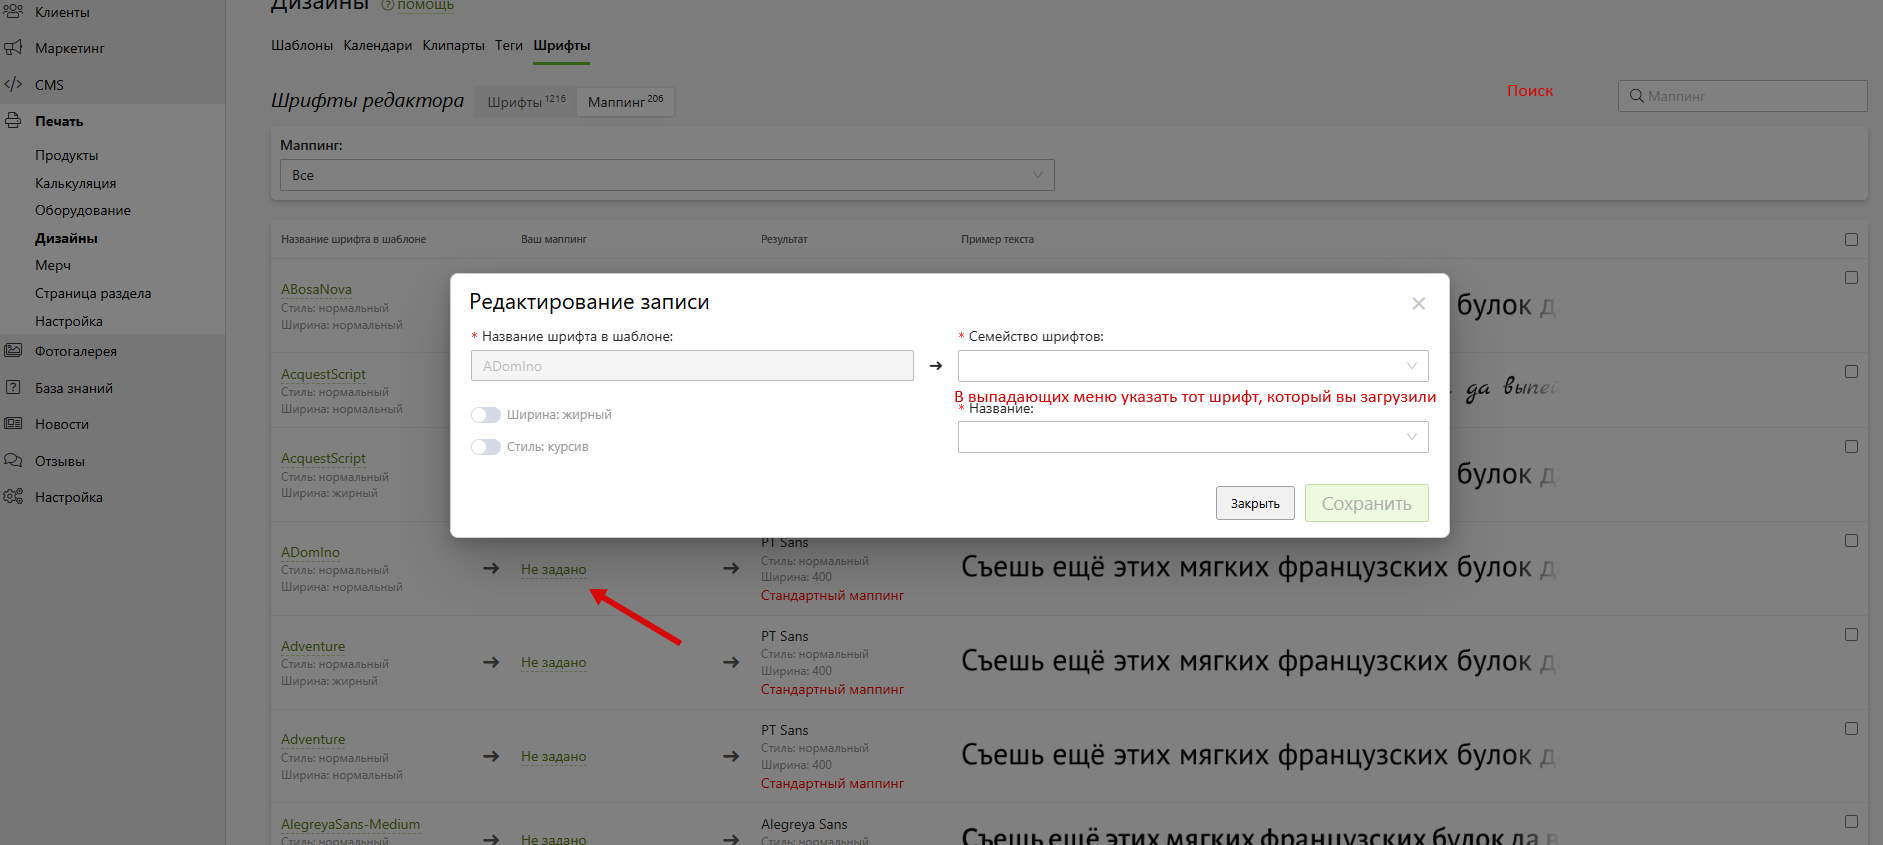 Клиенты
Дизайны ? помощь
Маркетинг
Шаблоны Календари Клипарты Теги Шрифты
CMS
Шрифты редактора Шрифты 1216 Маппинг 206 Поиск Маппинг
Печать
Маппинг:
Все
Продукты
Калькуляция
Оборудование
Дизайны
Мерч
Страница раздела
Настройка
Фотогалерея
База знаний
Новости
Отзывы
Настройка
Название шрифта в шаблоне Ваш маппинг Результат Пример текста
ABosaNova
Стиль: нормальный
Ширина: нормальный
булок д
AcquestScript
Стиль: нормальный
Ширина: нормальный
да выпей
AcquestScript
Стиль: нормальный
Ширина: жирный
булок д
Редактирование записи
* Название шрифта в шаблоне:
ADomIno
* Семейство шрифтов:
В выпадающих меню указать тот шрифт, который вы загрузили
* Название:
Ширина: жирный
Стиль: курсив
Закрыть Сохранить
ADomIno
Стиль: нормальный
Ширина: нормальный
Не задано
PT Sans
Стиль: нормальный
Ширина: 400
Стандартный маппинг
Съешь ещё этих мягких французских булок д
Adventure
Стиль: нормальный
Ширина: жирный
Не задано
PT Sans
Стиль: нормальный
Ширина: 400
Стандартный маппинг
Съешь ещё этих мягких французских булок д
Adventure
Стиль: нормальный
Ширина: нормальный
Не задано
PT Sans
Стиль: нормальный
Ширина: 400
Стандартный маппинг
Съешь ещё этих мягких французских булок д
AlegreyaSans-Medium
Стиль: нормальный
Не задано
Alegreya Sans
Стиль: нормальный
Съешь ещё этих мягких французских булок да в